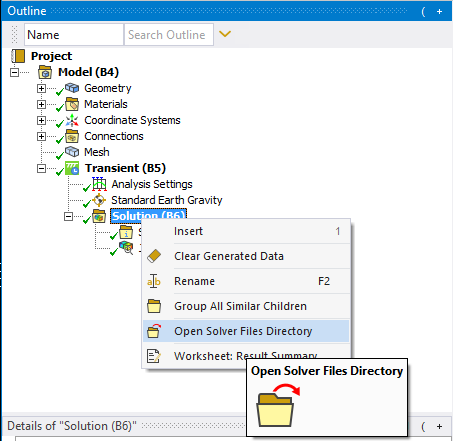 Outline
Name
Search Outline
Project
Model (B4)
Geometry
Materials
Coordinate Systems
Connections
Mesh
Transient (B5)
Analysis Settings
Standard Earth Gravity
Solution (B6)
S
Insert
Clear Generated Data
Rename F2
Group All Similar Children
Open Solver Files Directory
Worksheet: Result Summary
Open Solver Files Directory
Details of "Solution (B6)"